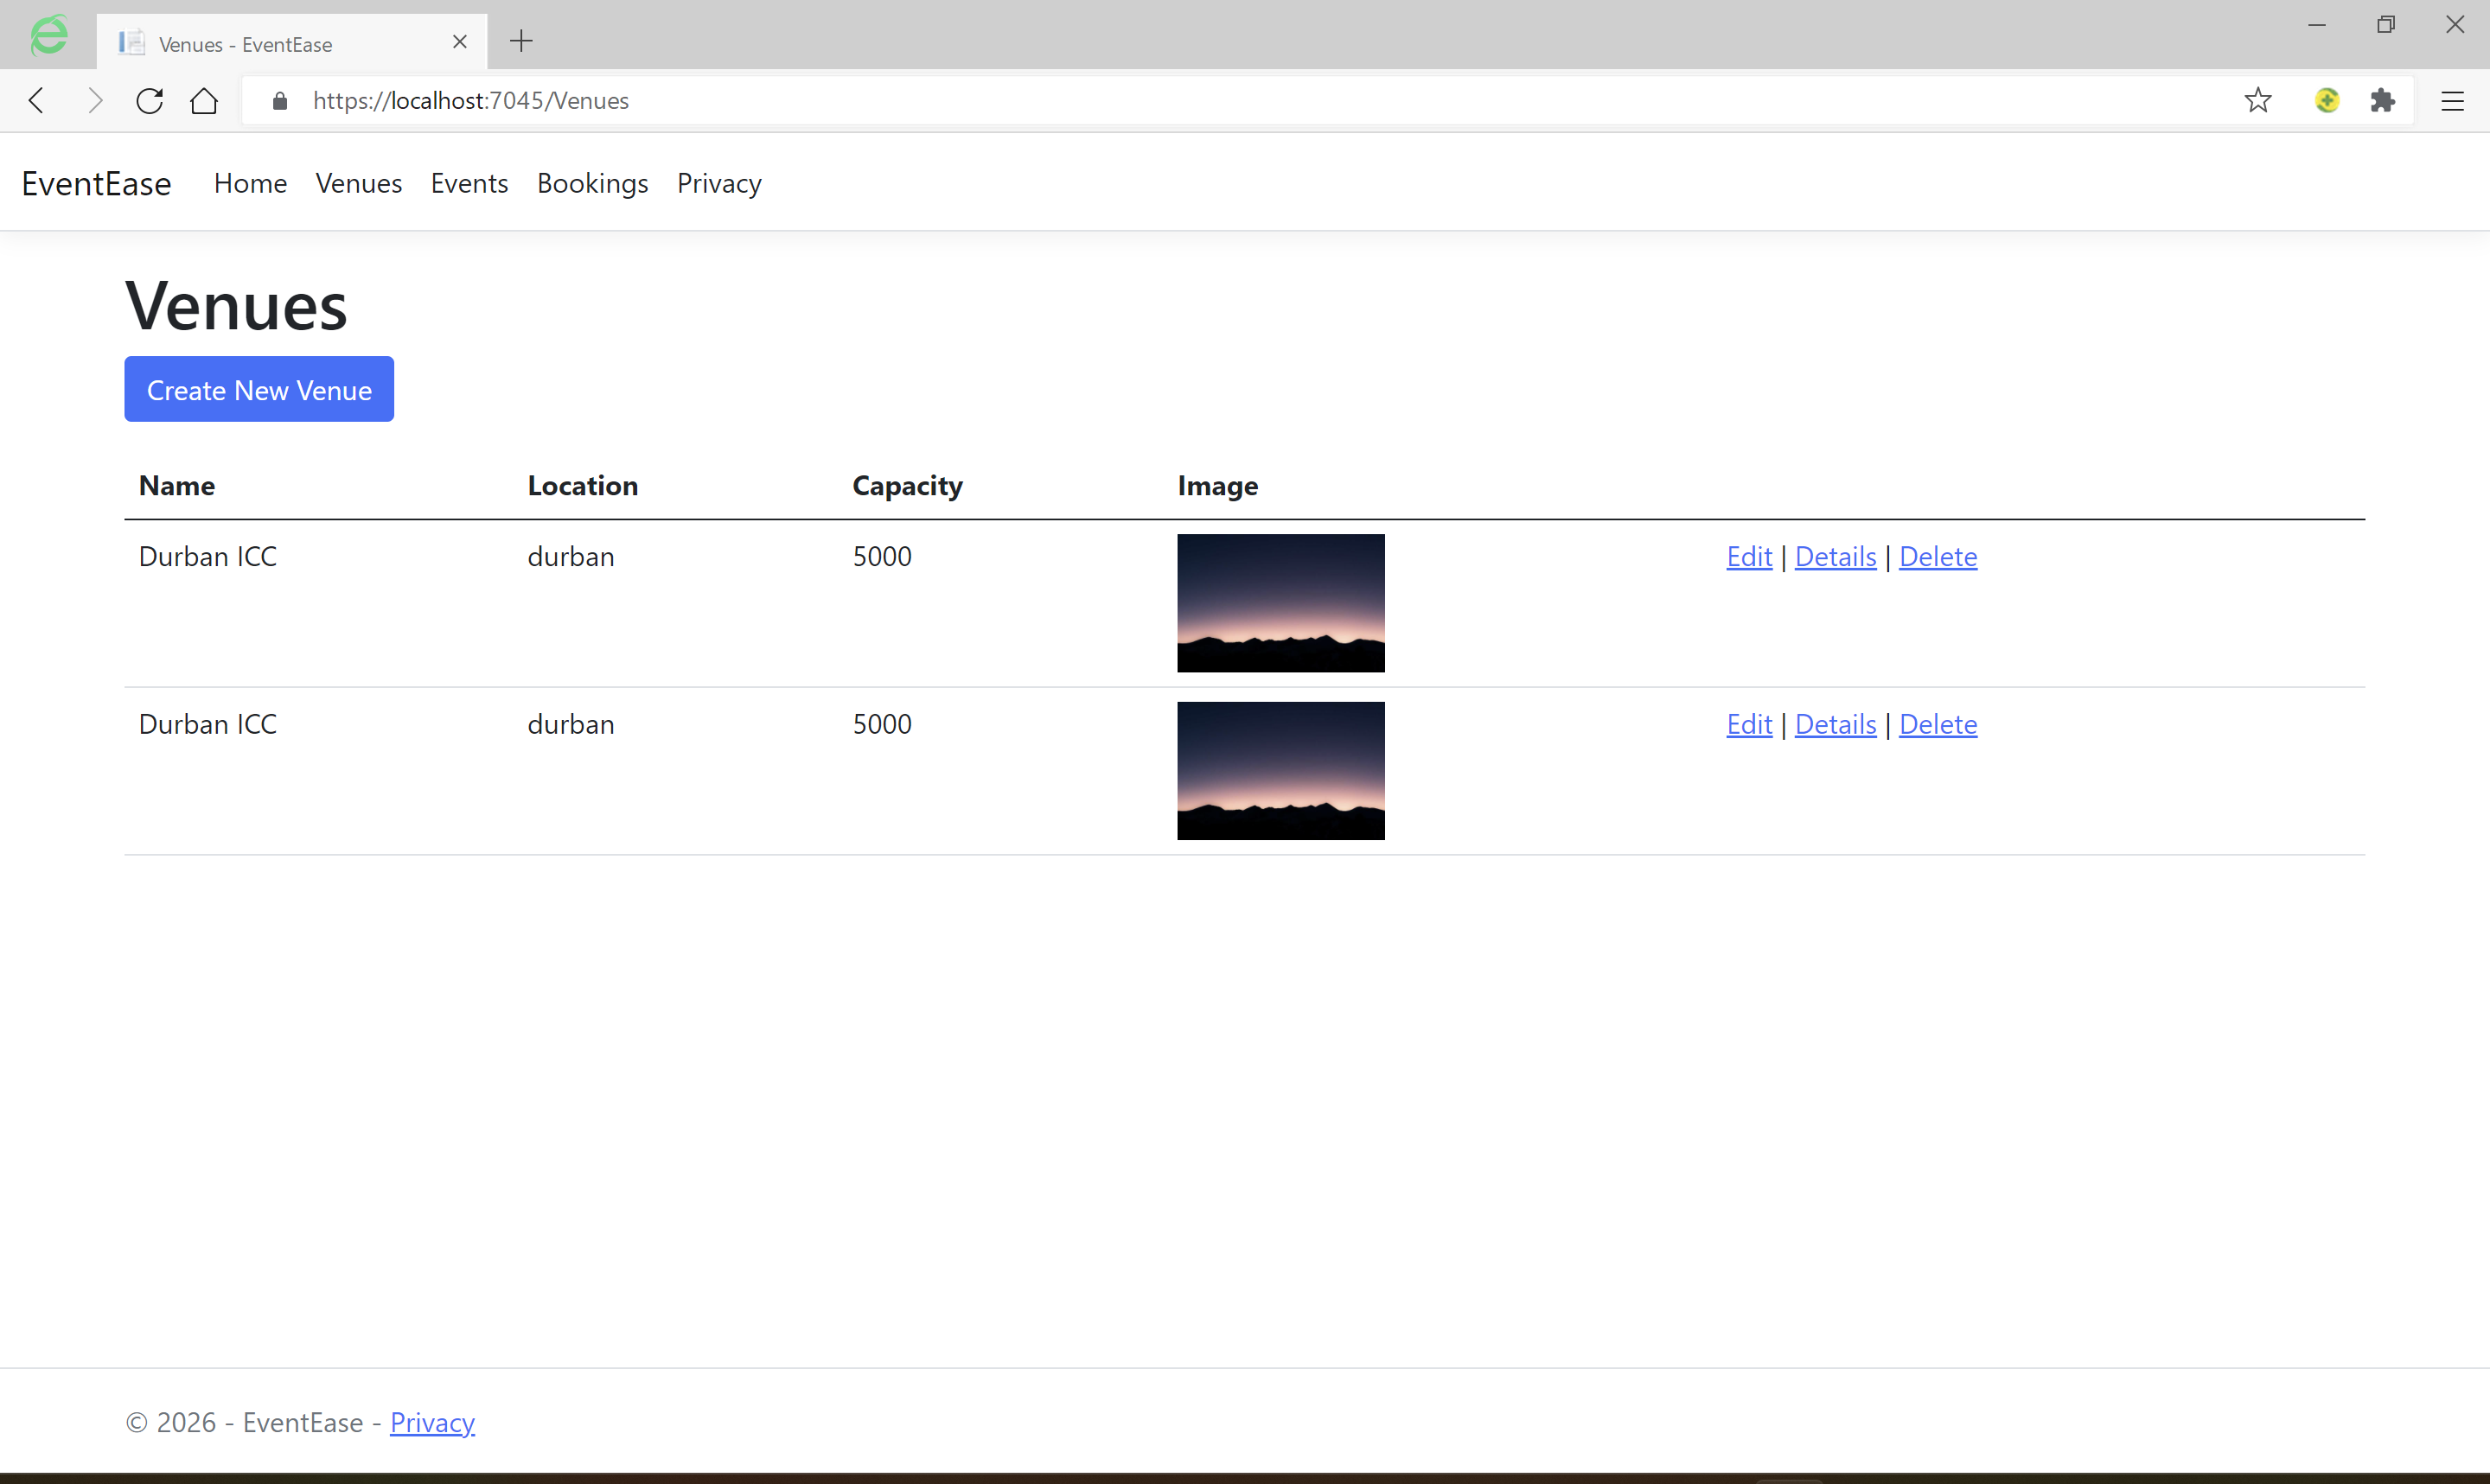 Venues - EventEase
https://localhost:7045/Venues
EventEase Home Venues Events Bookings Privacy
Venues
Create New Venue
Name Location Capacity Image
Durban ICC durban 5000 Edit | Details | Delete
Durban ICC durban 5000 Edit | Details | Delete
© 2026 - EventEase - Privacy